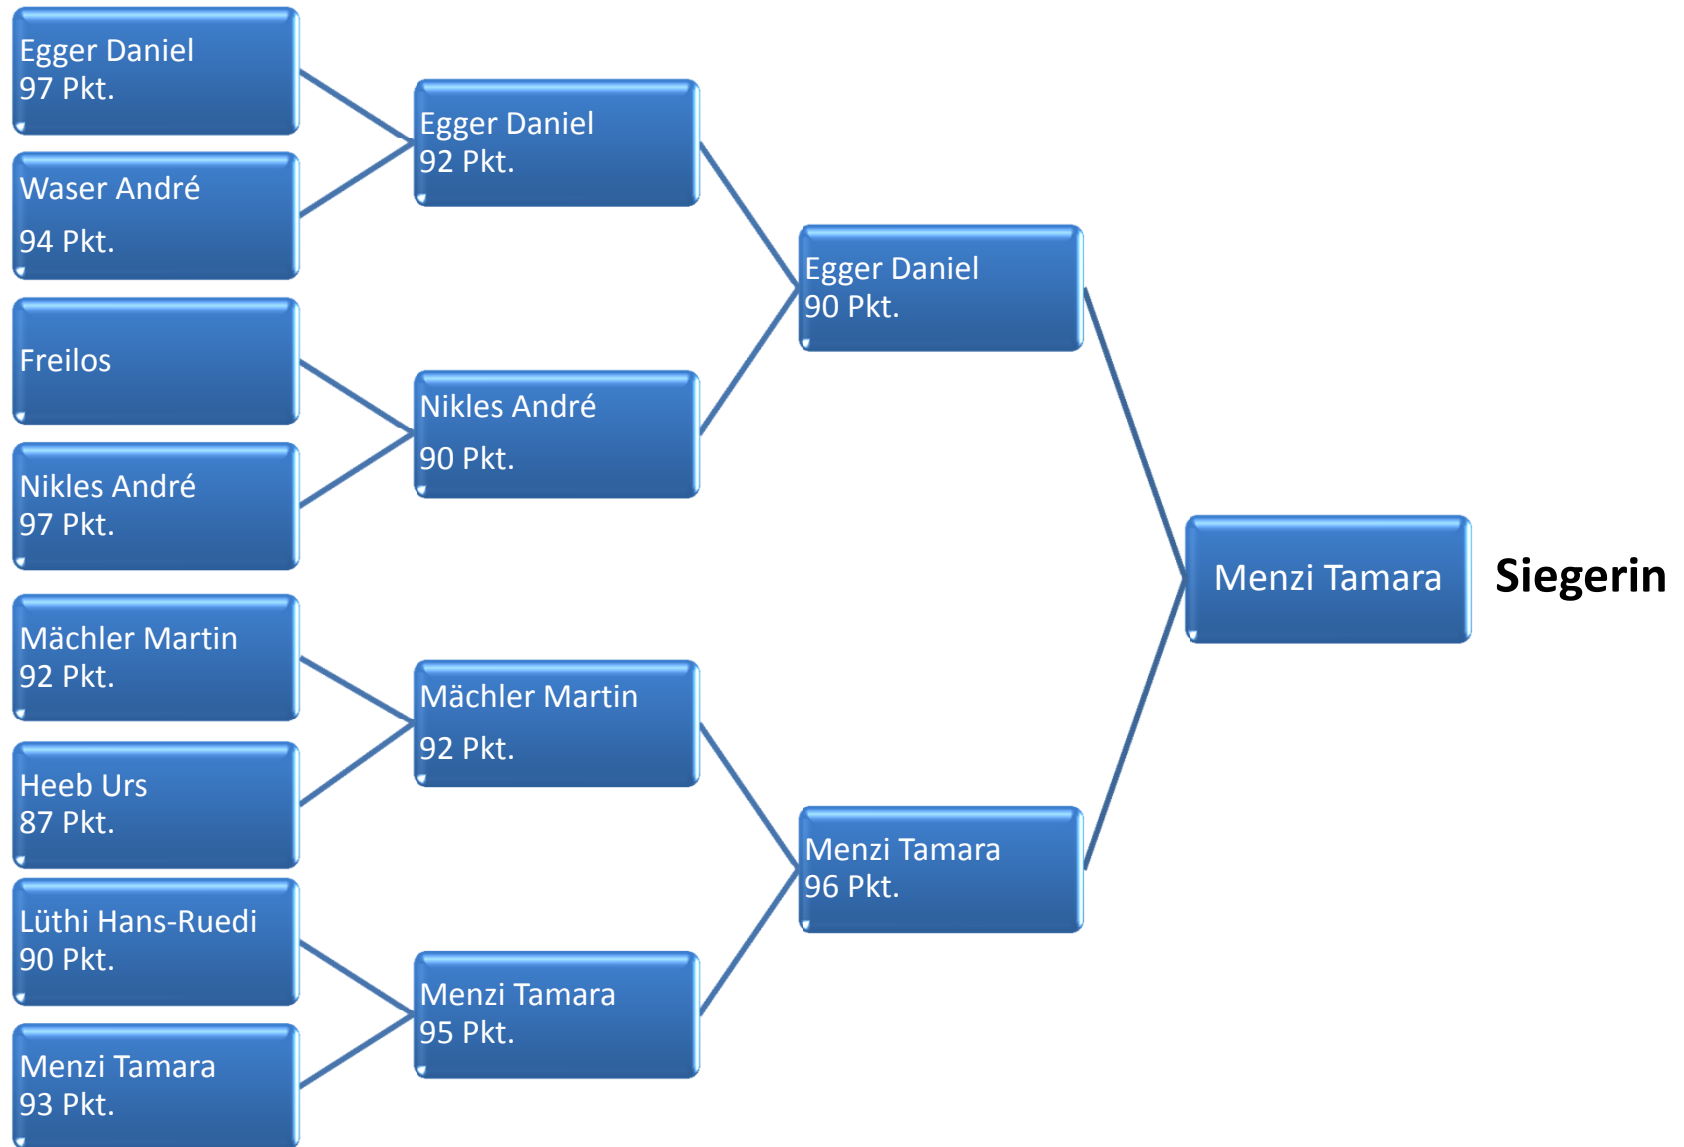 Egger Daniel
97 Pkt.
Waser André
94 Pkt.
Freilos
Nikles André
97 Pkt.
Mächler Martin
92 Pkt.
Heeb Urs
87 Pkt.
Lüthi Hans-Ruedi
90 Pkt.
Menzi Tamara
93 Pkt.
Egger Daniel
92 Pkt.
Nikles André
90 Pkt.
Mächler Martin
92 Pkt.
Menzi Tamara
95 Pkt.
Egger Daniel
90 Pkt.
Menzi Tamara
96 Pkt.
Menzi Tamara
Siegerin